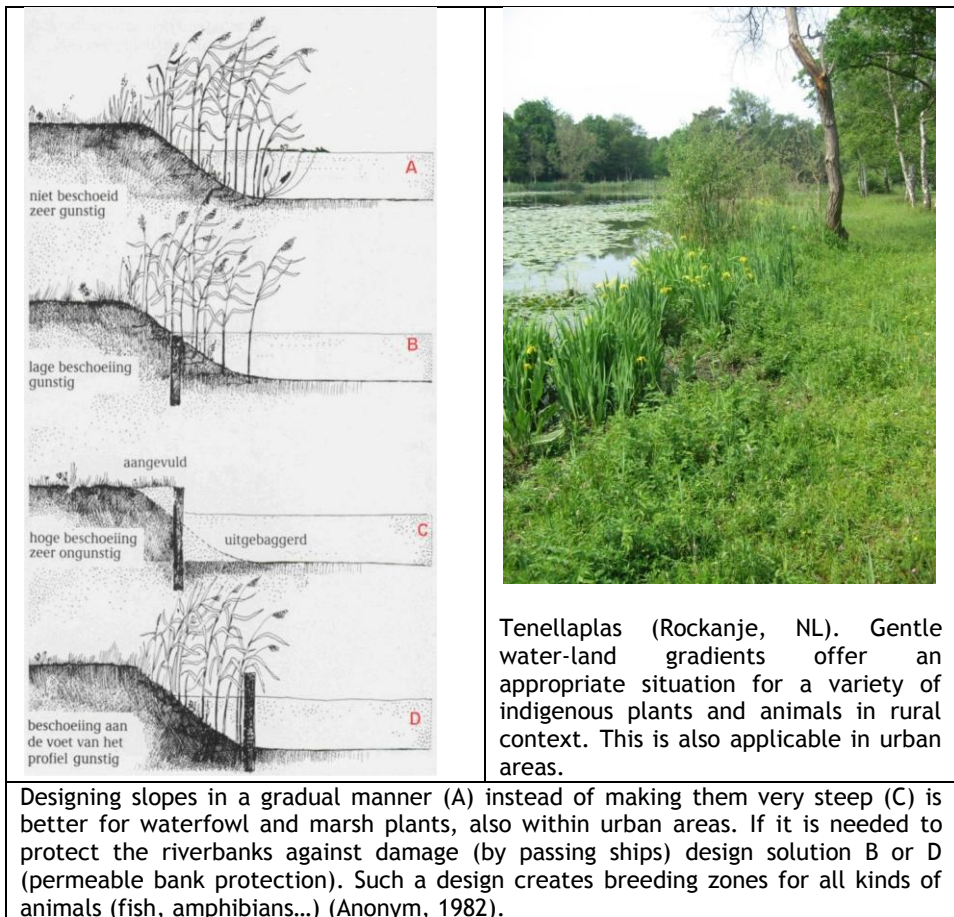 A
niet beschoeid
zeer gunstig
B
lage beschoeiing
gunstig
aangevuld
C
hoge beschoeiing
zeer ongunstig
uitgebaggerd
D
beschoeiing aan
de voet van het
profiel gunstig
Tenellaplas (Rockanje, NL). Gentle
water-land gradients offer an
appropriate situation for a variety of
indigenous plants and animals in rural
context. This is also applicable in urban
areas.
Designing slopes in a gradual manner (A) instead of making them very steep (C) is
better for waterfowl and marsh plants, also within urban areas. If it is needed to
protect the riverbanks against damage (by passing ships) design solution B or D
(permeable bank protection). Such a design creates breeding zones for all kinds of
animals (fish, amphibians...) (Anonym, 1982).